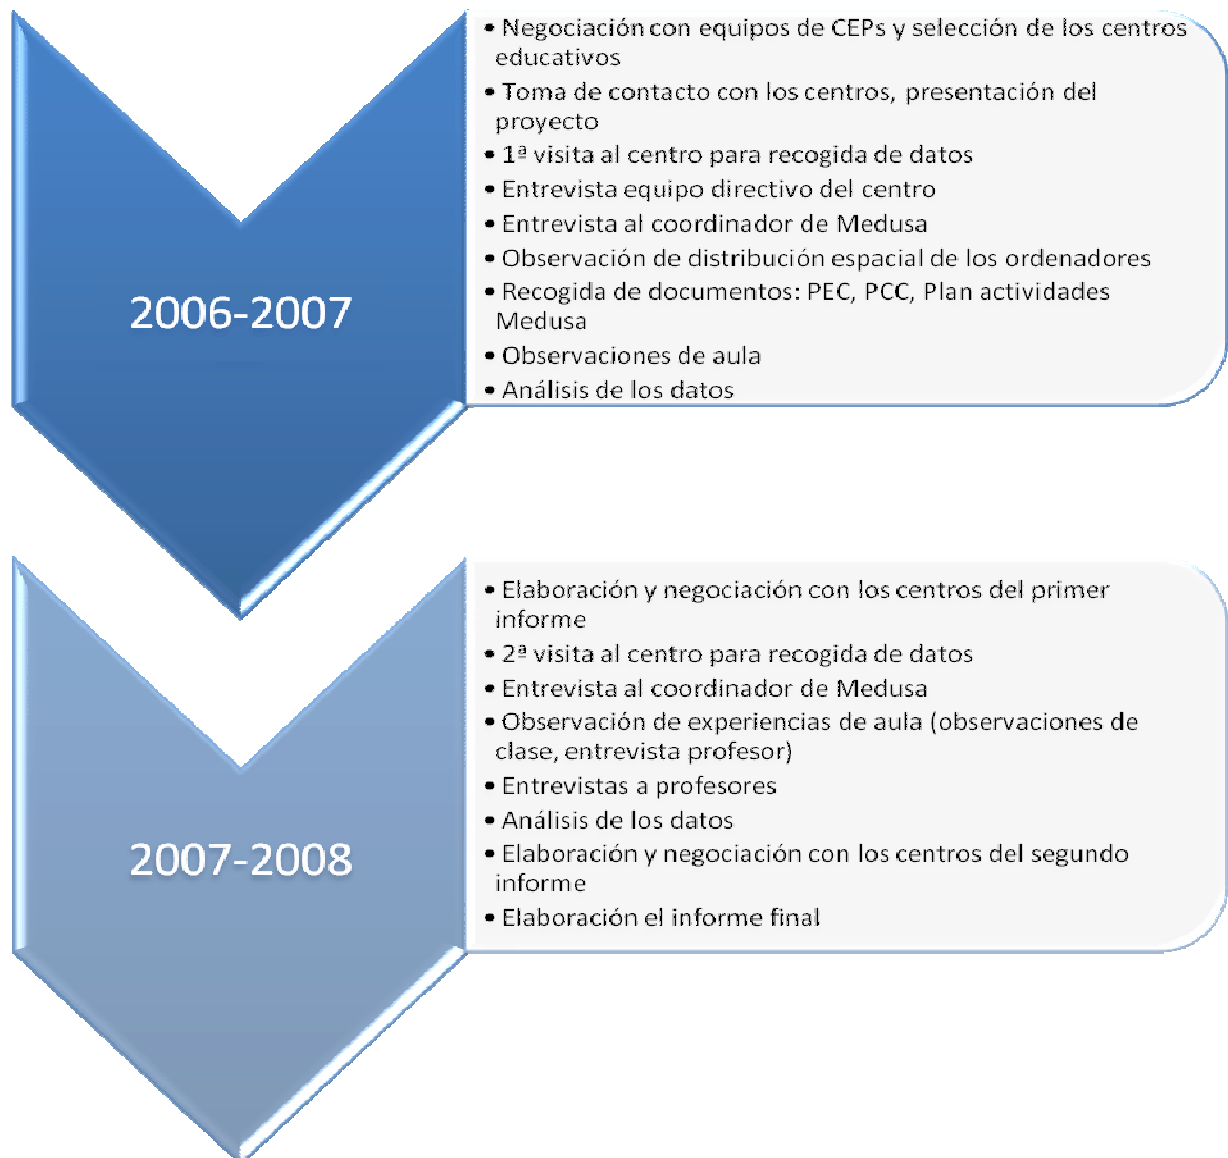 2006-2007
• Negociación con equipos de CEPs y selección de los centros
educativos
• Toma de contacto con los centros, presentación del
proyecto
• 1ª visita al centro para recogida de datos
• Entrevista equipo directivo del centro
• Entrevista al coordinador de Medusa
• Observación de distribución espacial de los ordenadores
• Recogida de documentos: PEC, PCC, Plan actividades
Medusa
• Observaciones de aula
• Análisis de los datos
2007-2008
• Elaboración y negociación con los centros del primer
informe
• 2ª visita al centro para recogida de datos
• Entrevista al coordinador de Medusa
• Observación de experiencias de aula (observaciones de
clase, entrevista profesor)
• Entrevistas a profesores
• Análisis de los datos
• Elaboración y negociación con los centros del segundo
informe
• Elaboración el informe final